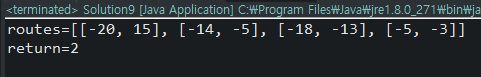 <terminated> Solution9 [Java Application] C:₩Program Files₩Java₩jre1.8.0_271₩bin₩ja
routes=[[-20, 15], [-14, -5], [-18, -13], [-5, -3]]
return=2